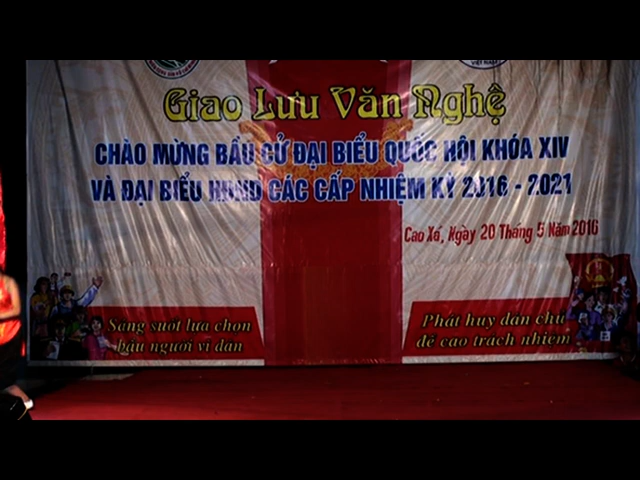 VIỆT NAM
Giao Lưu Văn Nghệ
CHÀO MỪNG BẦU CỬ ĐẠI BIỂU QUỐC HỘI KHÓA XIV
VÀ ĐẠI BIỂU HĐND CÁC CẤP NHIỆM KỲ 2016 - 2021
Cao Xá, Ngày 20 Tháng 5 Năm 2016
Sáng suốt lựa chọn
bầu người vì dân
Phát huy dân chủ
đề cao trách nhiệm